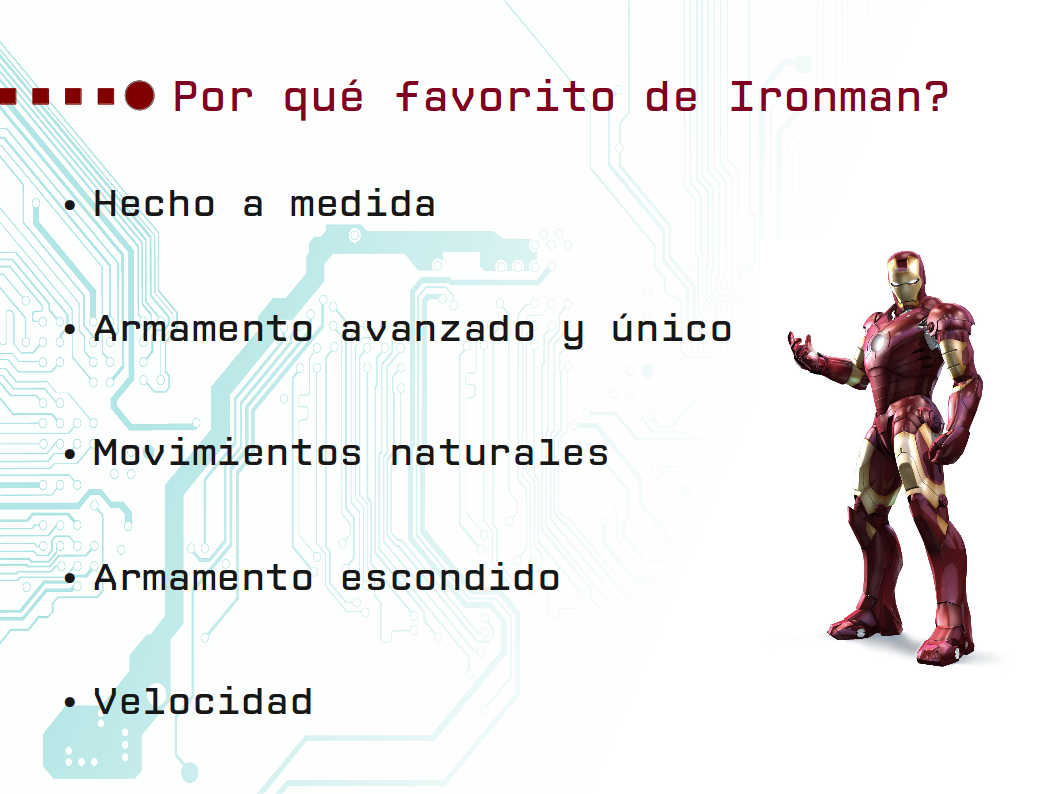 Por qué favorito de Ironman?
• Hecho a medida
• Armamento avanzado y único
• Movimientos naturales
• Armamento escondido
• Velocidad